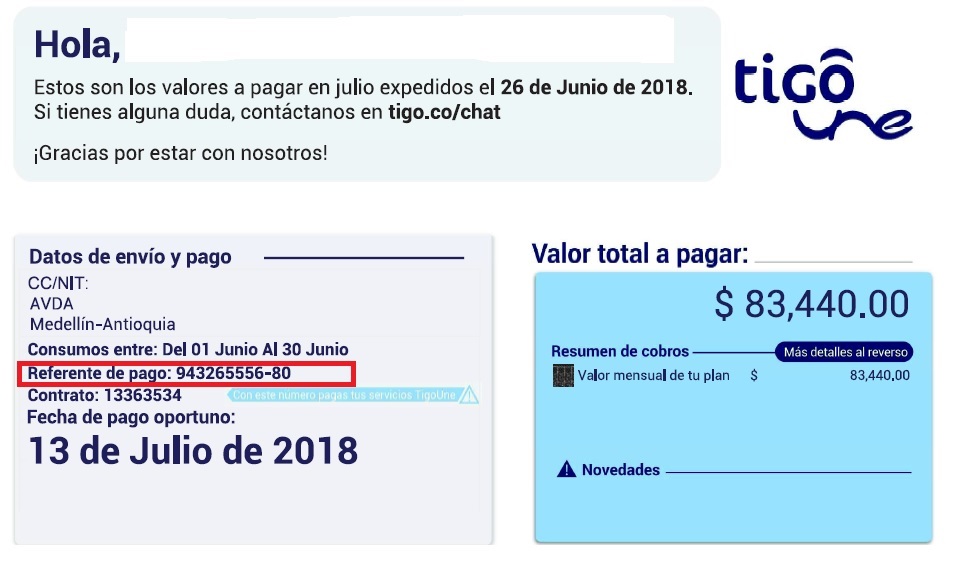 Hola,
Estos son los valores a pagar en julio expedidos el 26 de Junio de 2018.
Si tienes alguna duda, contáctanos en tigo.co/chat
¡Gracias por estar con nosotros!
tigô
une
Datos de envío y pago
CC/NIT:
AVDA
Medellín-Antioquia
Consumos entre: Del 01 Junio Al 30 Junio
Referente de pago: 943265556-80
Contrato: 13363534
Con este numero pagas tus servicios TigoUne
Fecha de pago oportuno:
13 de Julio de 2018
Valor total a pagar:
$ 83,440.00
Resumen de cobros
Más detalles al reverso
Valor mensual de tu plan $ 83,440.00
Novedades